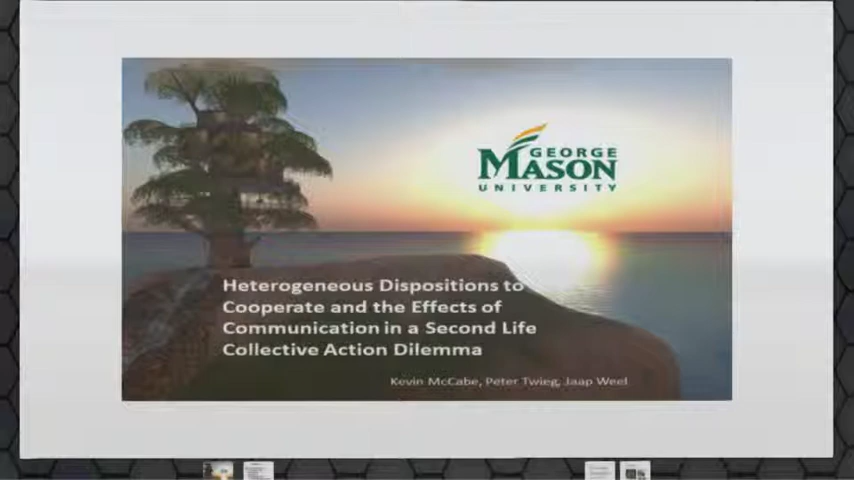 GEORGE
MASON
UNIVERSITY
Heterogeneous Dispositions to
Cooperate and the Effects of
Communication in a Second Life
Collective Action Dilemma
Kevin McCabe, Peter Twieg, Jaap Weel